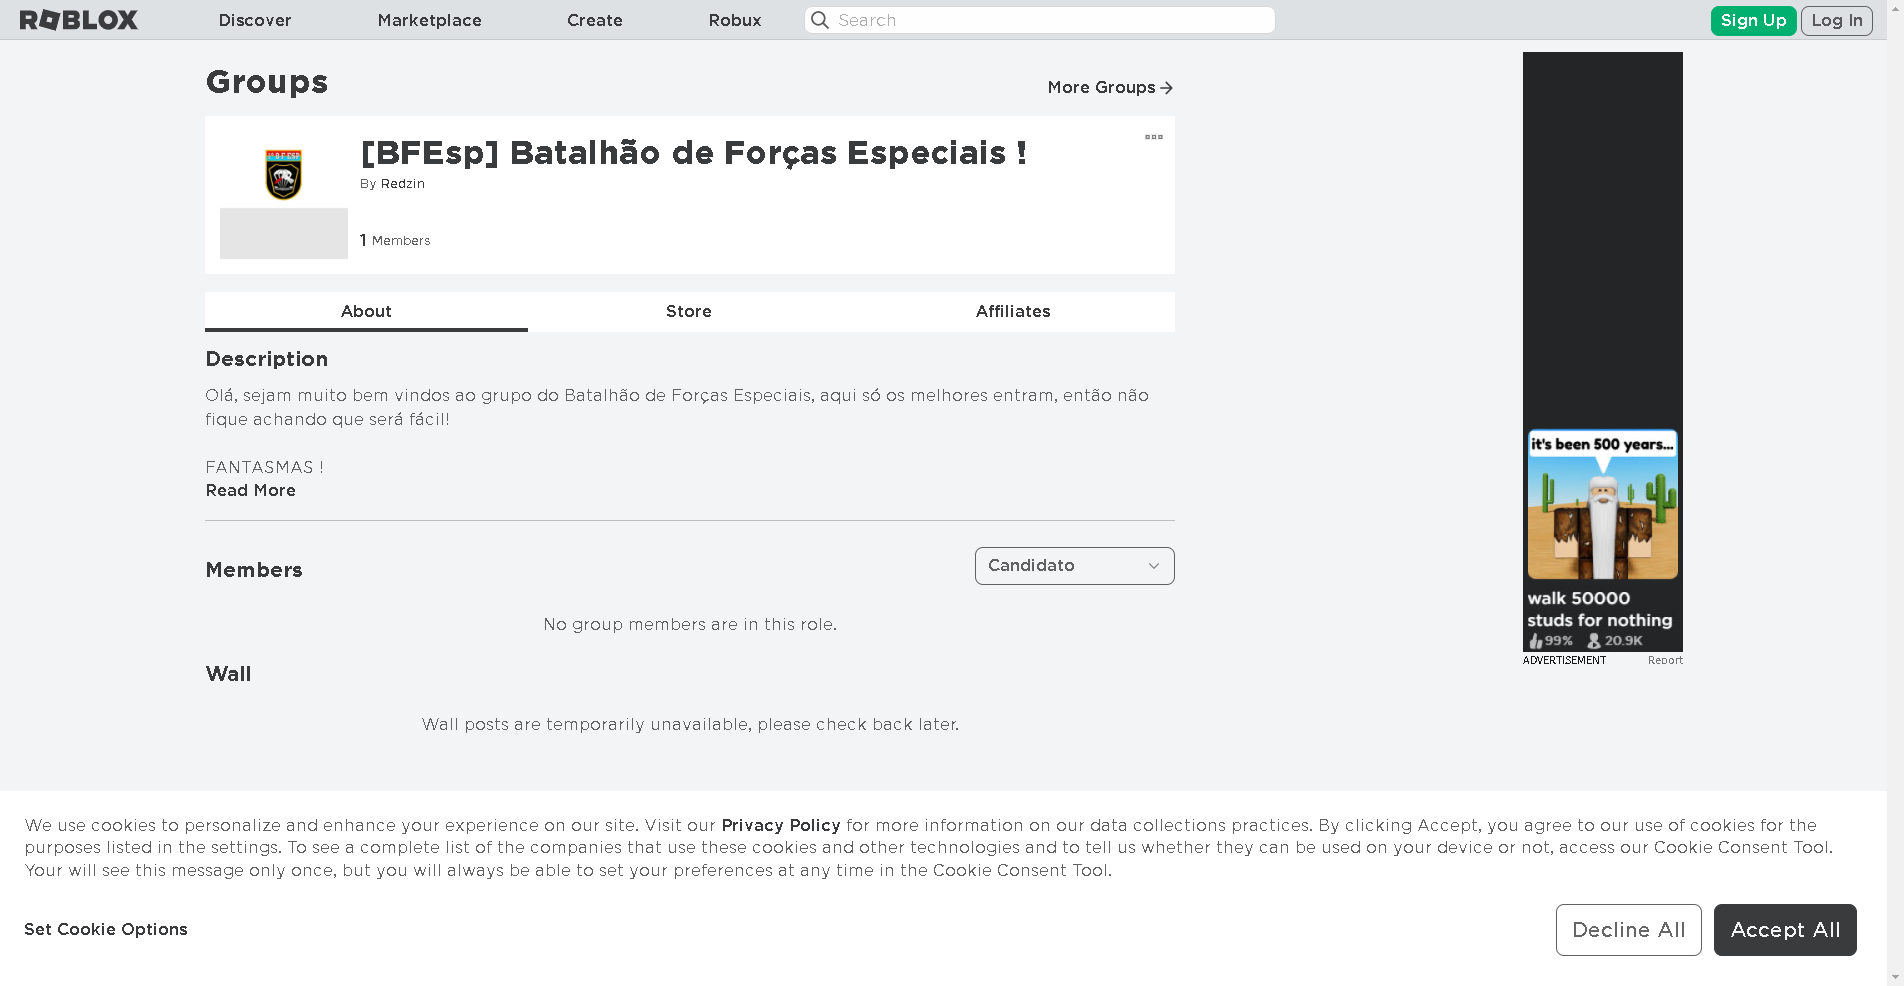 ROBLOX Discover Marketplace Create Robux Search Sign Up Log In
Groups
More Groups
[BFEsp] Batalhão de Forças Especiais !
By Redzin
1 Members
About Store Affiliates
Description
Olá, sejam muito bem vindos ao grupo do Batalhão de Forças Especiais, aqui só os melhores entram, então não
fique achando que será fácil!
FANTASMAS !
Read More
Members
Candidato
No group members are in this role.
Wall
Wall posts are temporarily unavailable, please check back later.
it's been 500 years...
walk 50000
studs for nothing
99% 20.9K
ADVERTISEMENT Report
We use cookies to personalize and enhance your experience on our site. Visit our Privacy Policy for more information on our data collections practices. By clicking Accept, you agree to our use of cookies for the
purposes listed in the settings. To see a complete list of the companies that use these cookies and other technologies and to tell us whether they can be used on your device or not, access our Cookie Consent Tool.
Your will see this message only once, but you will always be able to set your preferences at any time in the Cookie Consent Tool.
Set Cookie Options
Decline All
Accept All